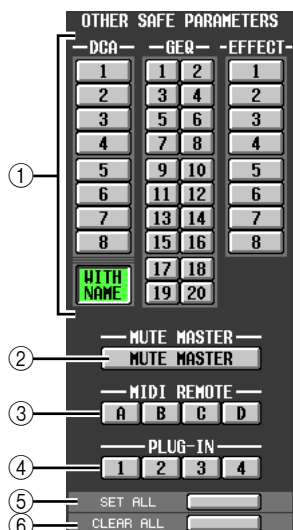 OTHER SAFE PARAMETERS
DCA GEQ EFFECT
1 1 2 1
2 3 4 2
3 5 6 3
4 7 8 4
① 5 9 10 5
6 11 12 6
7 13 14 7
8 15 16 8
WITH NAME 17 18
19 20
MUTE MASTER
② MUTE MASTER
MIDI REMOTE
③ A B C D
PLUG-IN
④ 1 2 3 4
⑤ SET ALL
⑥ CLEAR ALL